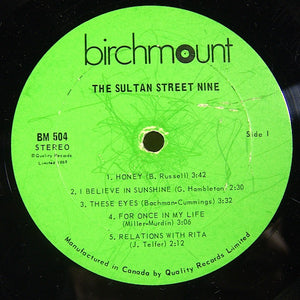 birchmount
THE SULTAN STREET NINE
BM 504
STEREO
© Quality Records
Limited 1969
Side 1
1. HONEY (B. Russell) 3:42
2. I BELIEVE IN SUNSHINE (G. Hambleton) 2:30
3. THESE EYES (Bachman-Cummings) 3:32
4. FOR ONCE IN MY LIFE
(Miller-Murdin) 3:06
5. RELATIONS WITH RITA
(J. Telfer) 2:12
Manufactured in Canada by Quality Records Limited